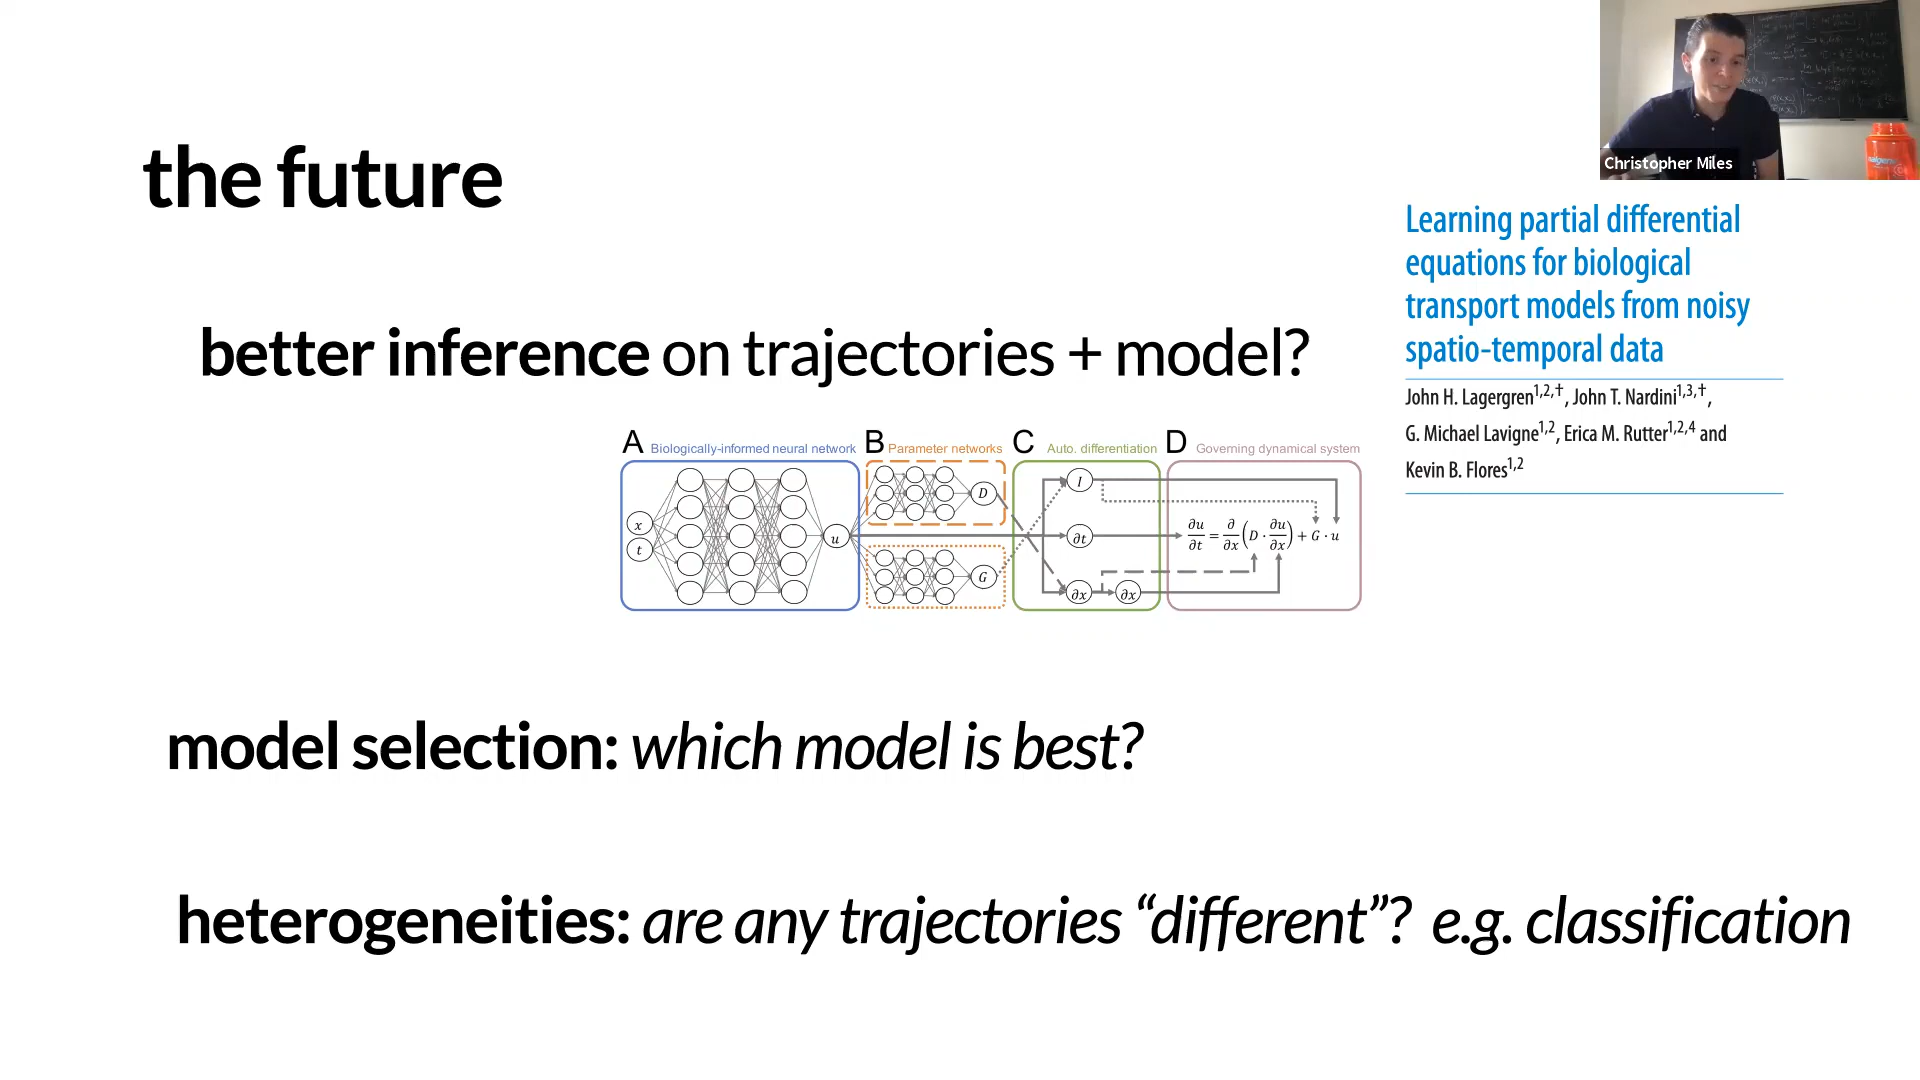 Christopher Miles
nalgene
the future
Learning partial differential
equations for biological
transport models from noisy
spatio-temporal data
John H. Lagergren1,2,†, John T. Nardini1,3,†,
G. Michael Lavigne1,2, Erica M. Rutter1,2,4 and
Kevin B. Flores1,2
better inference on trajectories + model?
A Biologically-informed neural network
B Parameter networks
C Auto. differentiation
D Governing dynamical system
x
t
u
D
G
I
∂t
∂x ∂x
∂u/∂t = ∂/∂x (D · ∂u/∂x) + G · u
model selection: which model is best?
heterogeneities: are any trajectories “different”? e.g. classification